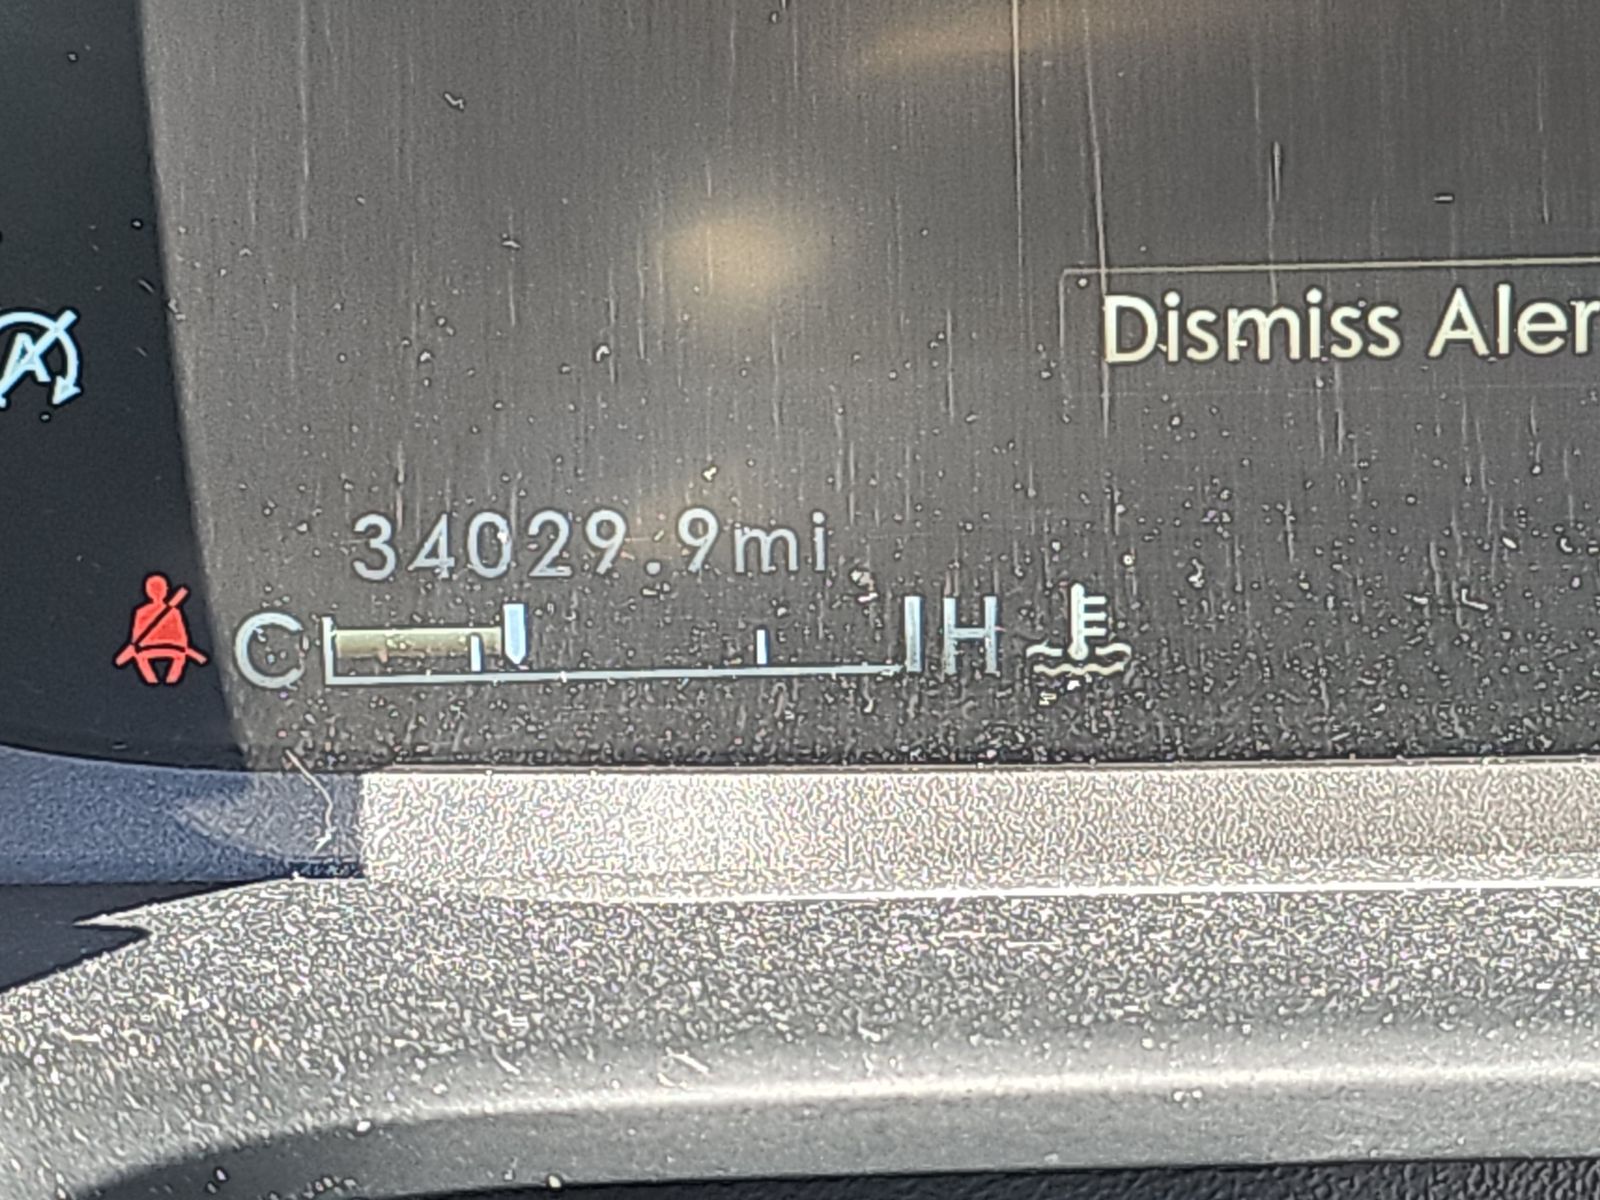 Dismiss Aler
34029.9mi
C H